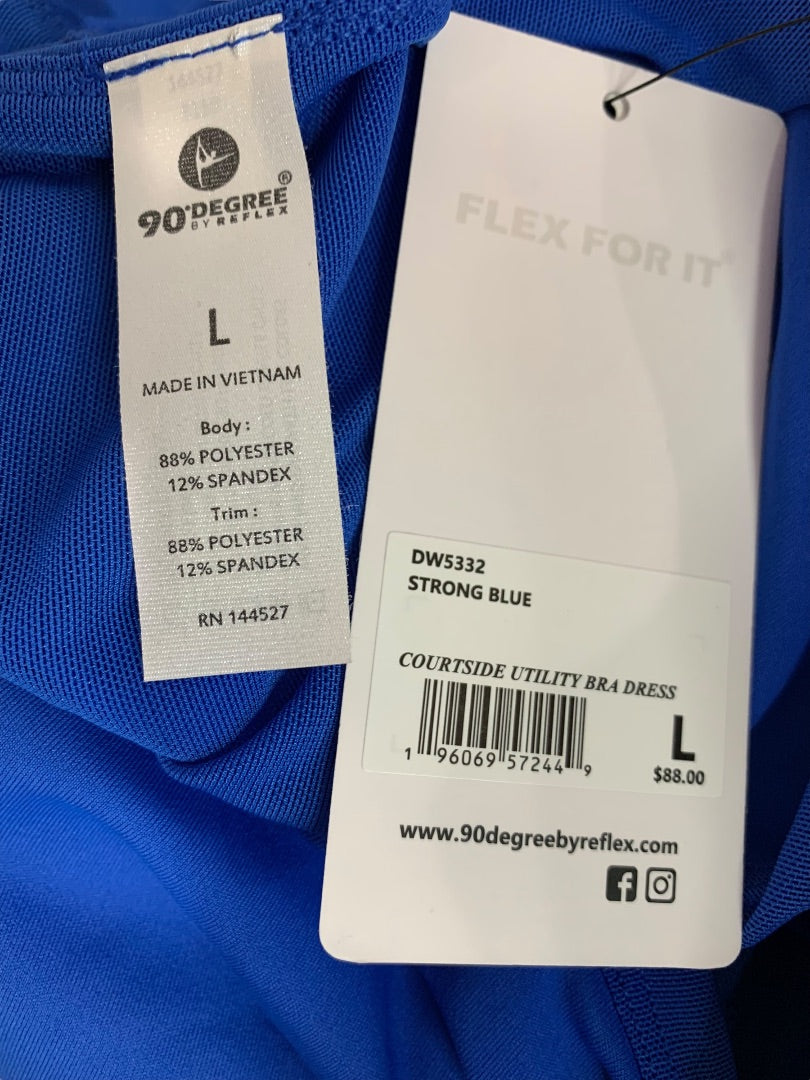 144527
90°DEGREE®
BY REFLEX
L
MADE IN VIETNAM
Body :
88% POLYESTER
12% SPANDEX
Trim :
88% POLYESTER
12% SPANDEX
RN 144527
FLEX FOR IT
DW5332
STRONG BLUE
COURTSIDE UTILITY BRA DRESS
1 96069 57244 9
L
$88.00
www.90degreebyreflex.com